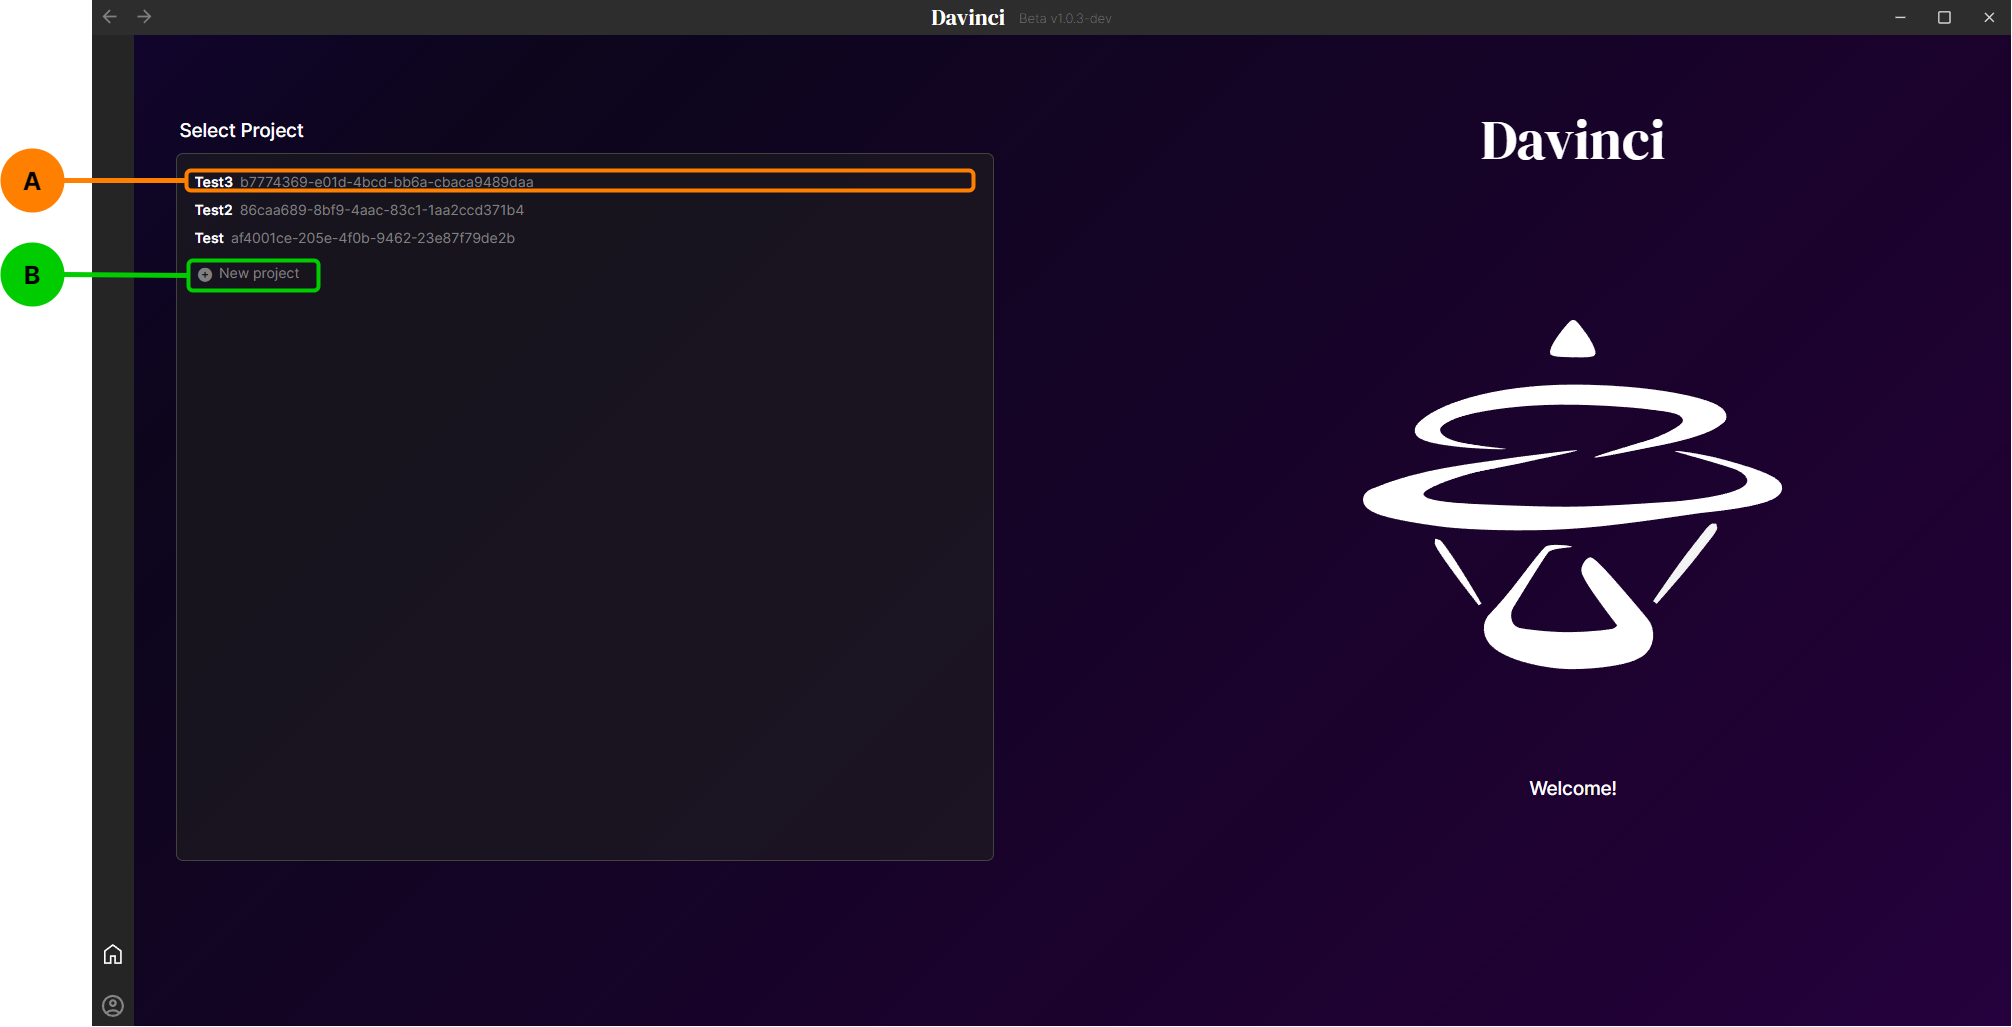 Davinci Beta v1.0.3-dev
Select Project
Davinci
A
Test3 b7774369-e01d-4bcd-bb6a-cbaca9489daa
Test2 86caa689-8bf9-4aac-83c1-1aa2ccd371b4
Test af4001ce-205e-4f0b-9462-23e87f79de2b
B
New project
Welcome!